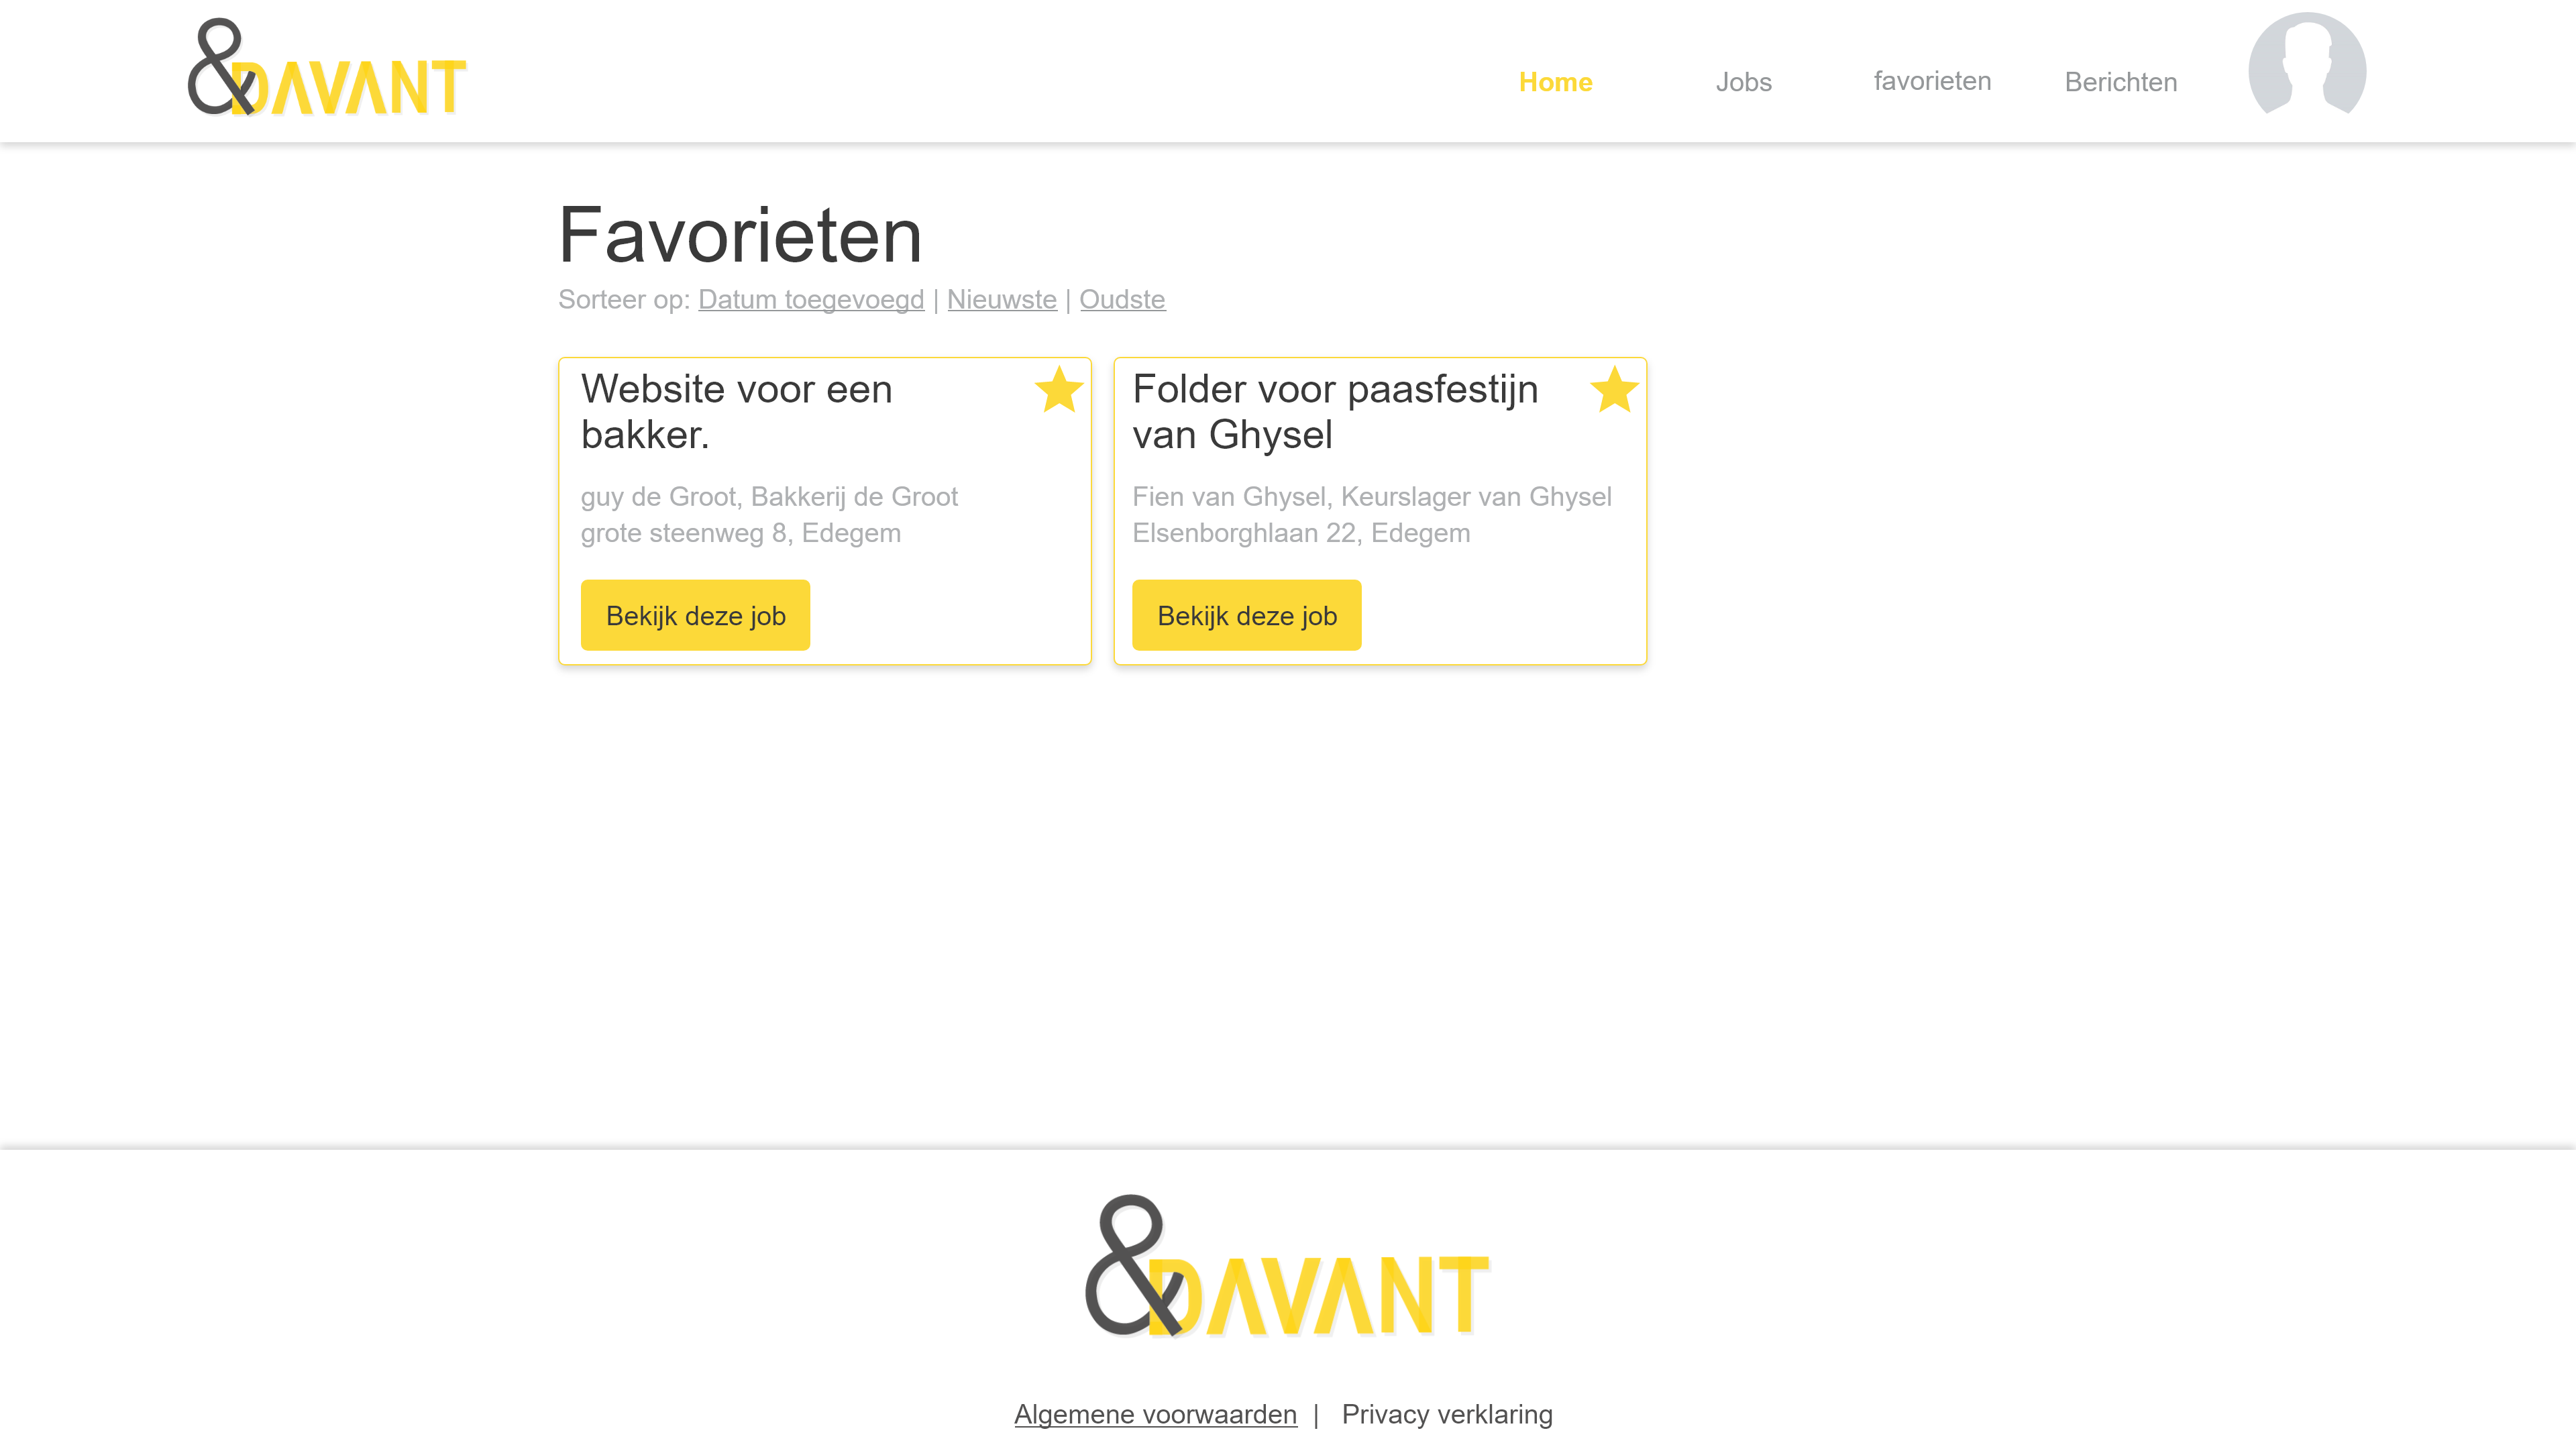 &DAVANT
Home Jobs favorieten Berichten
Favorieten
Sorteer op: Datum toegevoegd | Nieuwste | Oudste
Website voor een
bakker.
guy de Groot, Bakkerij de Groot
grote steenweg 8, Edegem
Bekijk deze job
Folder voor paasfestijn
van Ghysel
Fien van Ghysel, Keurslager van Ghysel
Elsenborghlaan 22, Edegem
Bekijk deze job
&DAVANT
Algemene voorwaarden | Privacy verklaring